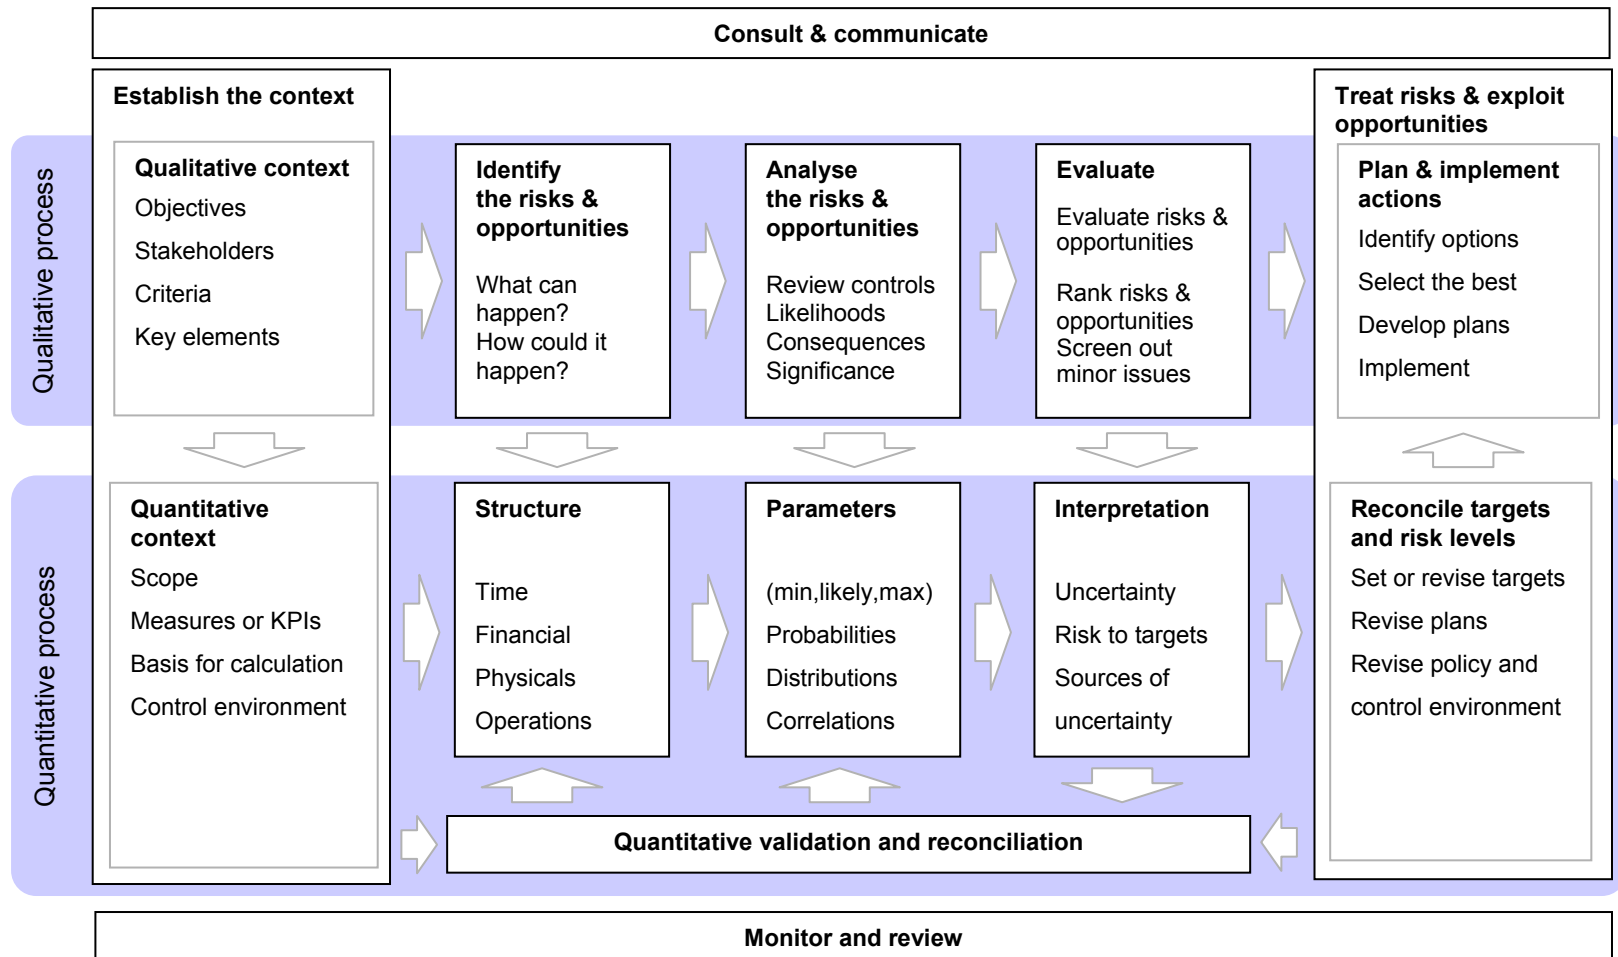 Consult & communicate
Establish the context
Treat risks & exploit
opportunities
Qualitative process
Qualitative context
Objectives
Stakeholders
Criteria
Key elements
Identify
the risks &
opportunities
What can
happen?
How could it
happen?
Analyse
the risks &
opportunities
Review controls
Likelihoods
Consequences
Significance
Evaluate
Evaluate risks &
opportunities
Rank risks &
opportunities
Screen out
minor issues
Plan & implement
actions
Identify options
Select the best
Develop plans
Implement
Quantitative process
Quantitative
context
Scope
Measures or KPIs
Basis for calculation
Control environment
Structure
Time
Financial
Physicals
Operations
Parameters
(min,likely,max)
Probabilities
Distributions
Correlations
Interpretation
Uncertainty
Risk to targets
Sources of
uncertainty
Reconcile targets
and risk levels
Set or revise targets
Revise plans
Revise policy and
control environment
Quantitative validation and reconciliation
Monitor and review